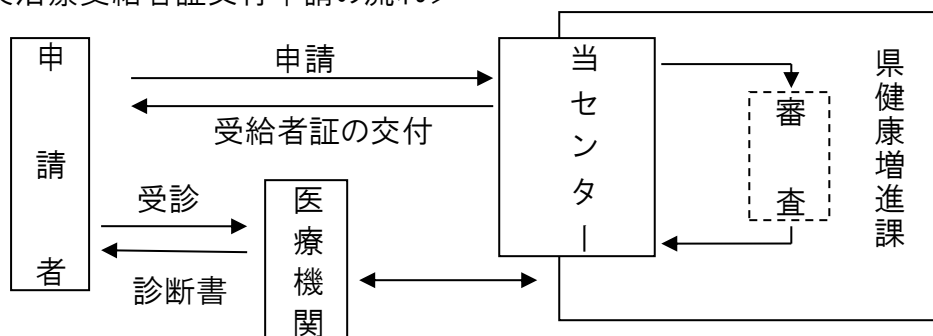 治療受給者証交付申請の流れ＞
申請者
申請
受給者証の交付
受診
診断書
医療機関
当センター
審査
県健康増進課